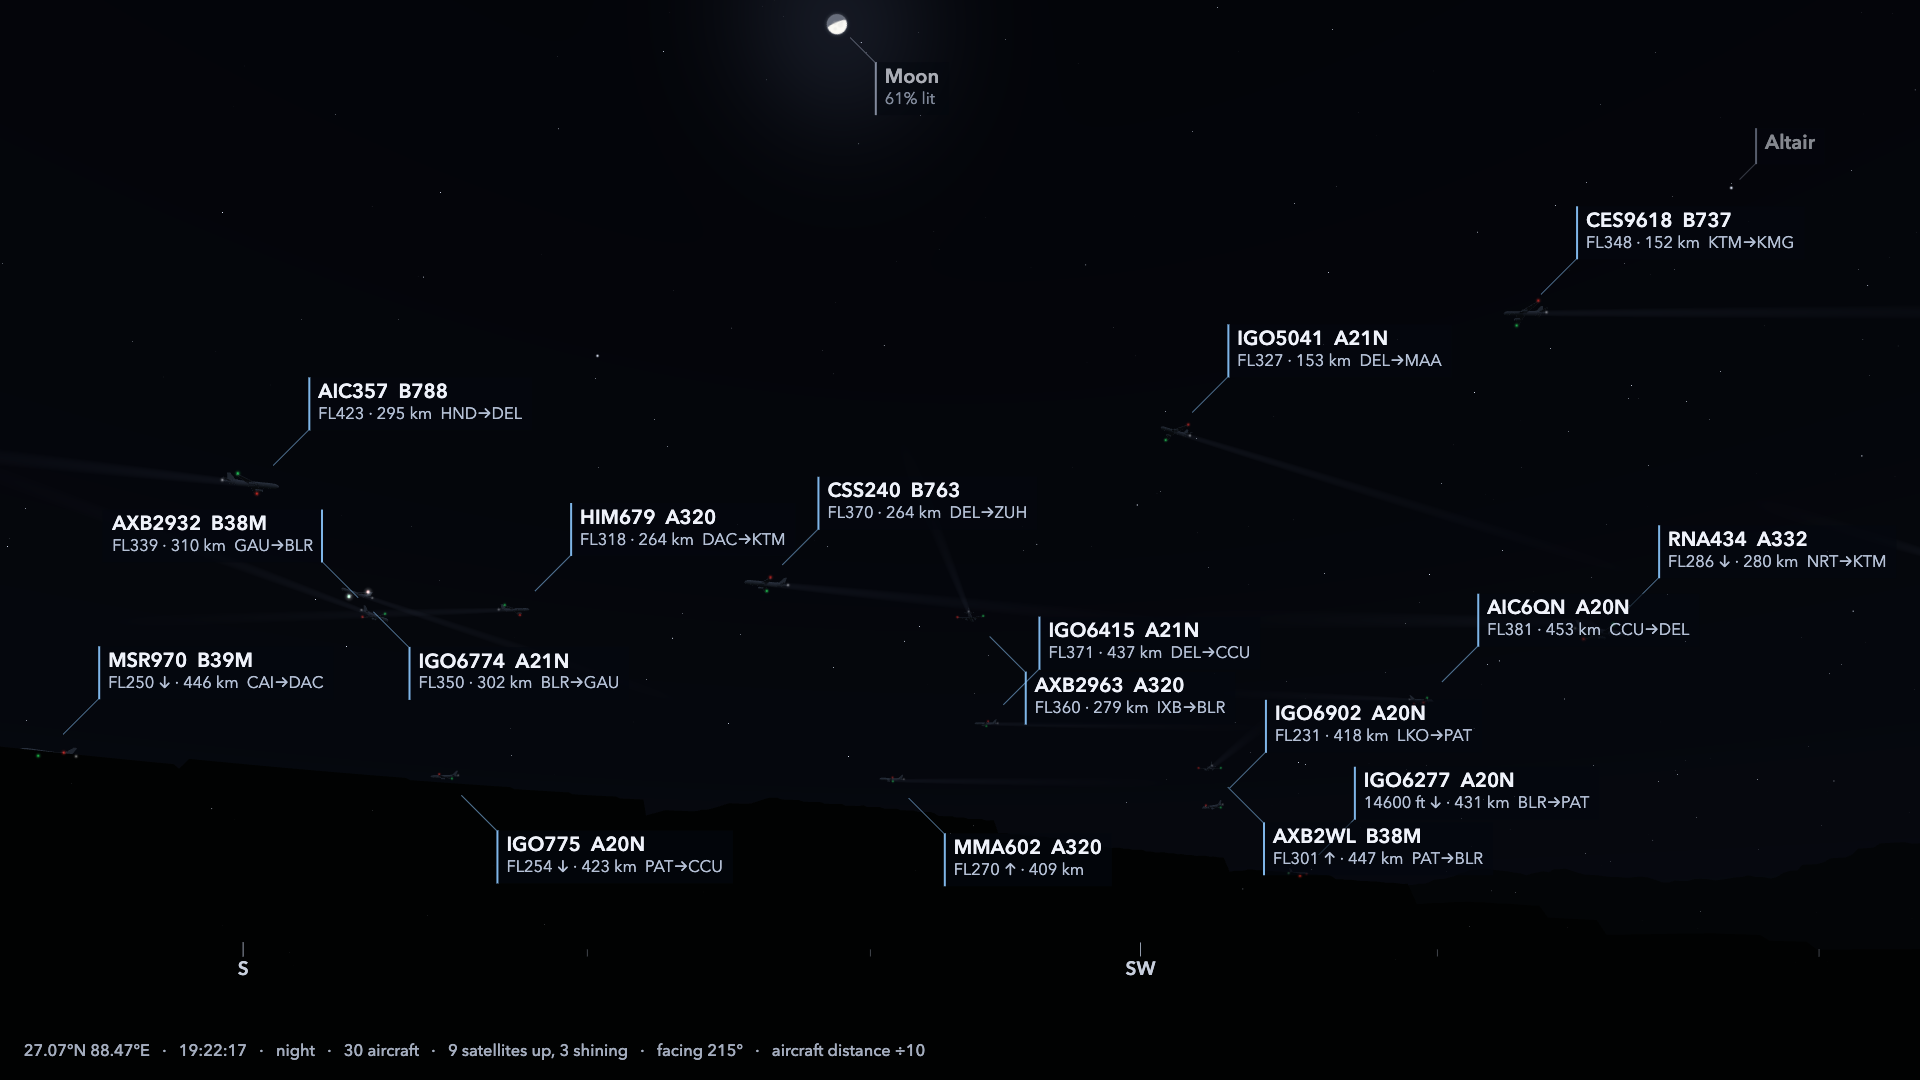 Moon
61% lit
Altair
CES9618 B737
FL348 · 152 km KTM→KMG
IGO5041 A21N
FL327 · 153 km DEL→MAA
AIC357 B788
FL423 · 295 km HND→DEL
CSS240 B763
FL370 · 264 km DEL→ZUH
HIM679 A320
FL318 · 264 km DAC→KTM
AXB2932 B38M
FL339 · 310 km GAU→BLR
RNA434 A332
FL286 ↓ · 280 km NRT→KTM
AIC6QN A20N
FL381 · 453 km CCU→DEL
IGO6415 A21N
FL371 · 437 km DEL→CCU
MSR970 B39M
FL250 ↓ · 446 km CAI→DAC
IGO6774 A21N
FL350 · 302 km BLR→GAU
AXB2963 A320
FL360 · 279 km IXB→BLR
IGO6902 A20N
FL231 · 418 km LKO→PAT
IGO6277 A20N
14600 ft ↓ · 431 km BLR→PAT
AXB2WL B38M
FL301 ↑ · 447 km PAT→BLR
IGO775 A20N
FL254 ↓ · 423 km PAT→CCU
MMA602 A320
FL270 ↑ · 409 km
S
SW
27.07°N 88.47°E · 19:22:17 · night · 30 aircraft · 9 satellites up, 3 shining · facing 215° · aircraft distance ÷10